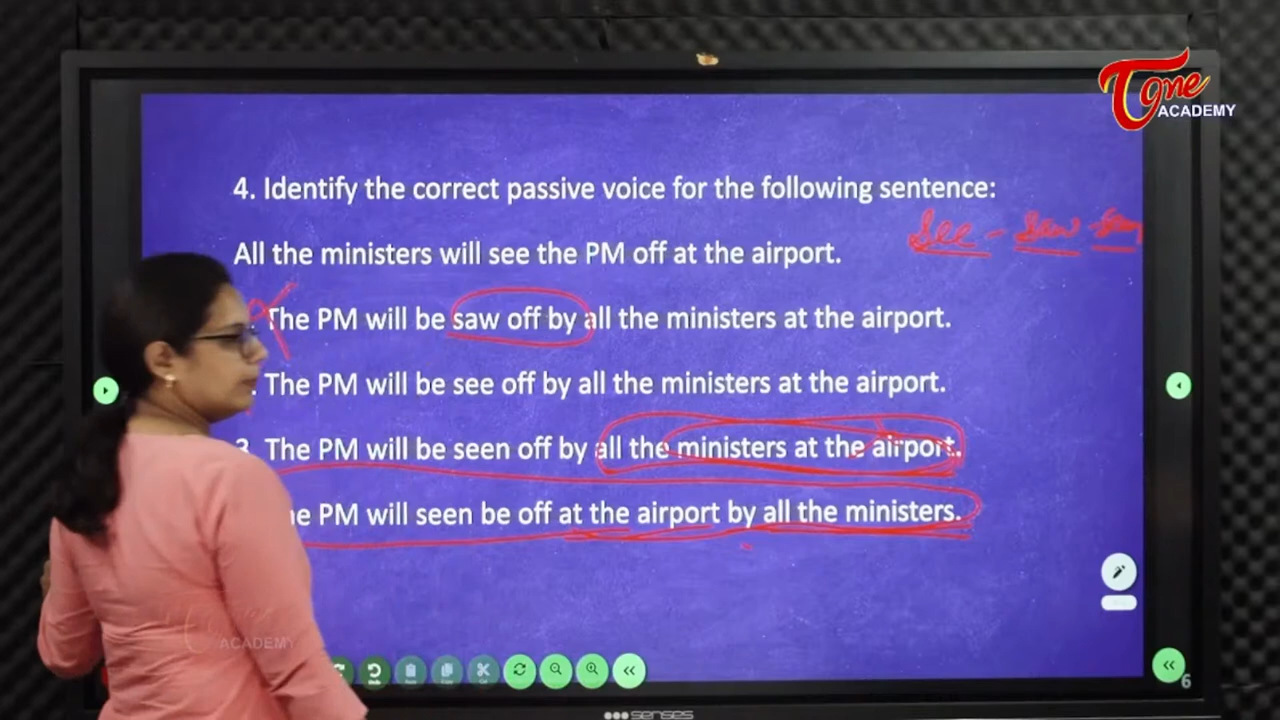 Tone
ACADEMY
4. Identify the correct passive voice for the following sentence:
See - Saw - Seen
All the ministers will see the PM off at the airport.
The PM will be saw off by all the ministers at the airport.
. The PM will be see off by all the ministers at the airport.
3. The PM will be seen off by all the ministers at the airport.
he PM will seen be off at the airport by all the ministers.
ACADEMY
6
senses